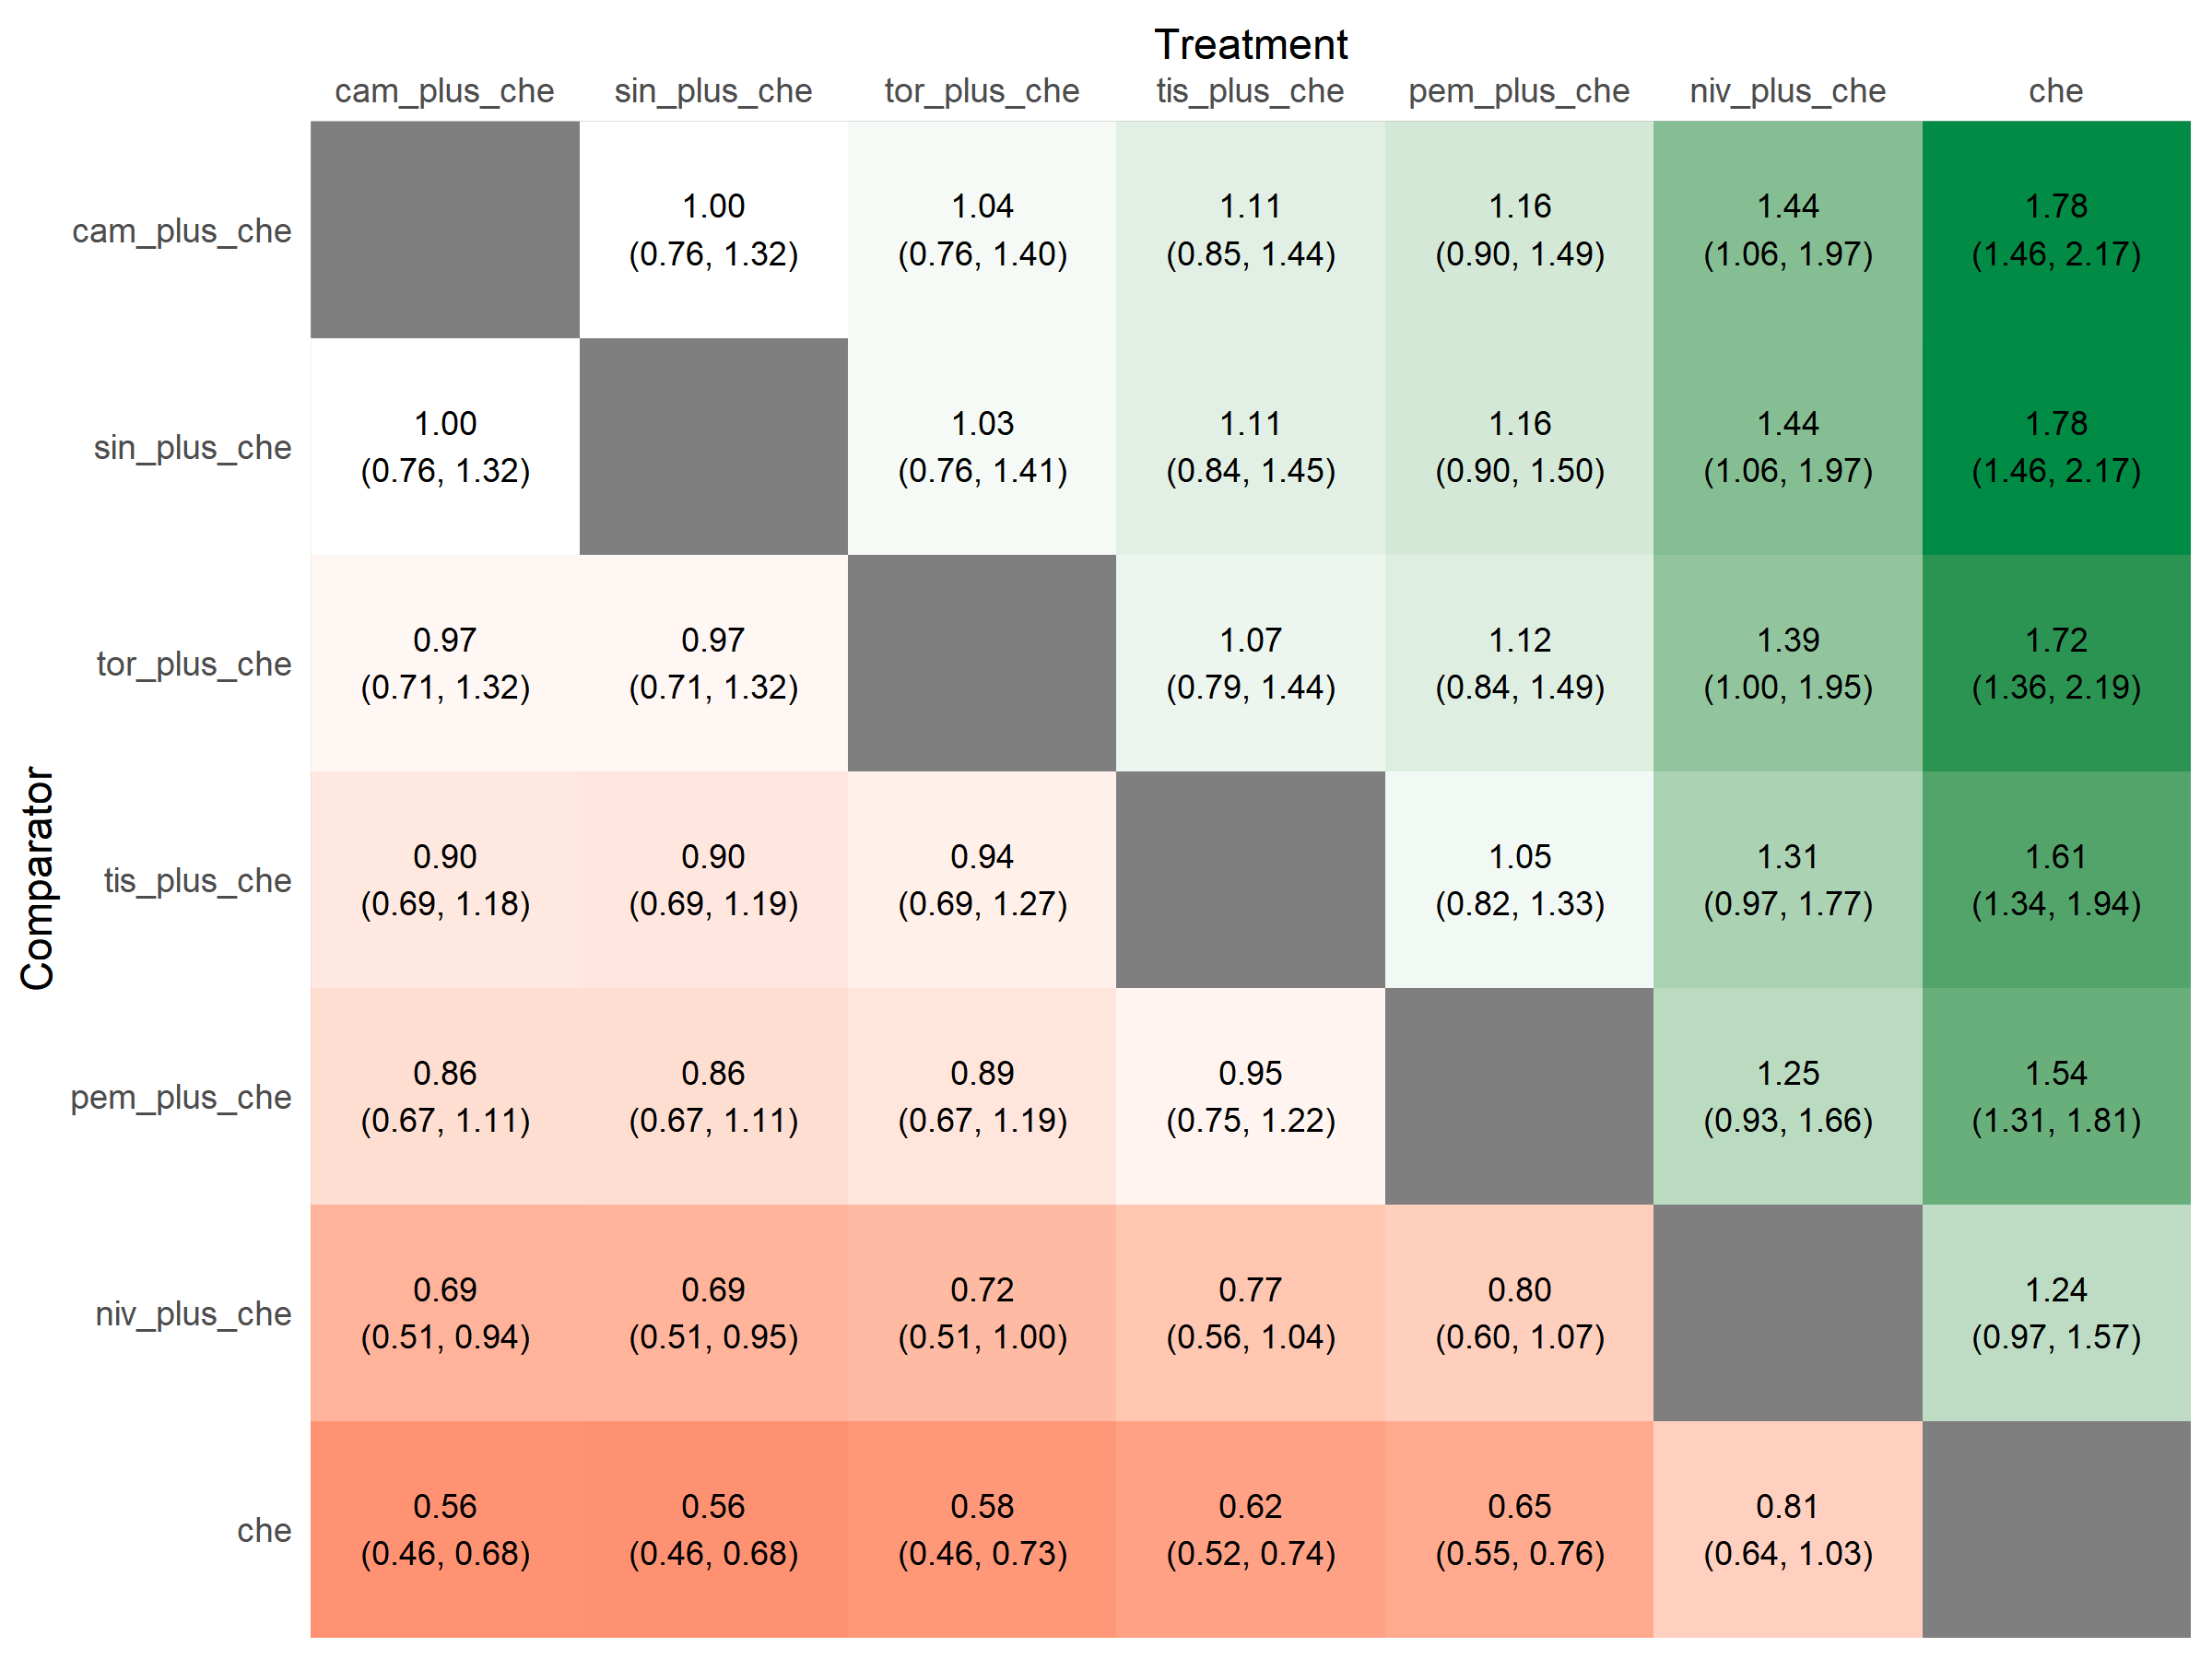 Treatment
cam_plus_che sin_plus_che tor_plus_che tis_plus_che pem_plus_che niv_plus_che che
cam_plus_che 1.00 1.04 1.11 1.16 1.44 1.78
(0.76, 1.32) (0.76, 1.40) (0.85, 1.44) (0.90, 1.49) (1.06, 1.97) (1.46, 2.17)
sin_plus_che 1.00 1.03 1.11 1.16 1.44 1.78
(0.76, 1.32) (0.76, 1.41) (0.84, 1.45) (0.90, 1.50) (1.06, 1.97) (1.46, 2.17)
tor_plus_che 0.97 0.97 1.07 1.12 1.39 1.72
(0.71, 1.32) (0.71, 1.32) (0.79, 1.44) (0.84, 1.49) (1.00, 1.95) (1.36, 2.19)
Comparator
tis_plus_che 0.90 0.90 0.94 1.05 1.31 1.61
(0.69, 1.18) (0.69, 1.19) (0.69, 1.27) (0.82, 1.33) (0.97, 1.77) (1.34, 1.94)
pem_plus_che 0.86 0.86 0.89 0.95 1.25 1.54
(0.67, 1.11) (0.67, 1.11) (0.67, 1.19) (0.75, 1.22) (0.93, 1.66) (1.31, 1.81)
niv_plus_che 0.69 0.69 0.72 0.77 0.80 1.24
(0.51, 0.94) (0.51, 0.95) (0.51, 1.00) (0.56, 1.04) (0.60, 1.07) (0.97, 1.57)
che 0.56 0.56 0.58 0.62 0.65 0.81
(0.46, 0.68) (0.46, 0.68) (0.46, 0.73) (0.52, 0.74) (0.55, 0.76) (0.64, 1.03)